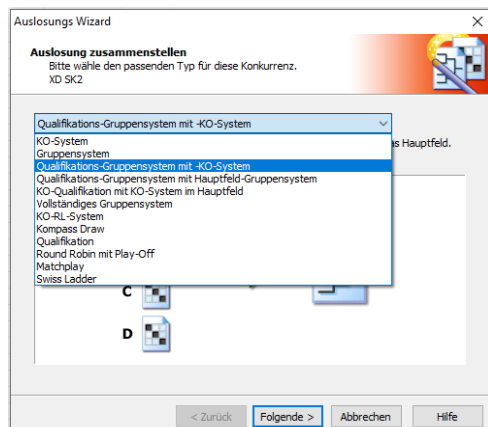 Auslosungs Wizard
Auslosung zusammenstellen
Bitte wähle den passenden Typ für diese Konkurrenz.
XD SK2
Qualifikations-Gruppensystem mit -KO-System
as Hauptfeld.
KO-System
Gruppensystem
Qualifikations-Gruppensystem mit -KO-System
Qualifikations-Gruppensystem mit Hauptfeld-Gruppensystem
KO-Qualifikation mit KO-System im Hauptfeld
Vollständiges Gruppensystem
KO-RL-System
Kompass Draw
Qualifikation
Round Robin mit Play-Off
Matchplay
Swiss Ladder
C
D
< Zurück Folgende > Abbrechen Hilfe